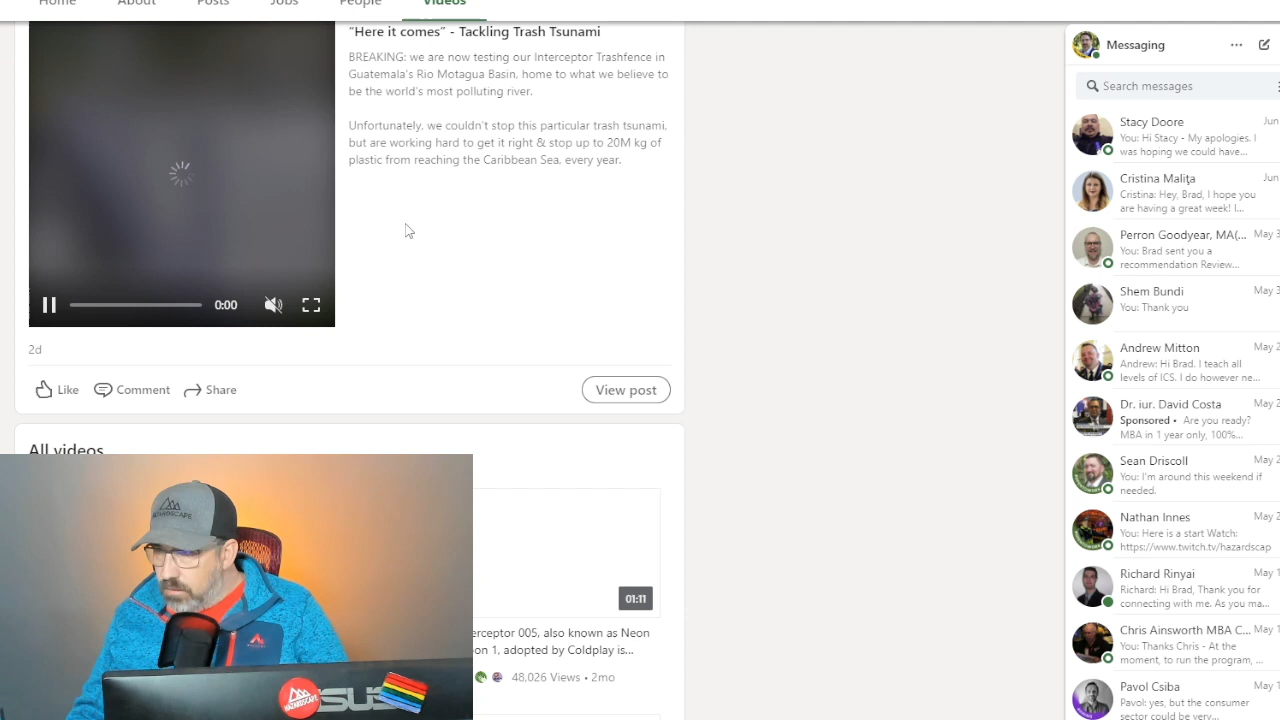 Home About Posts Jobs People Videos
"Here it comes" - Tackling Trash Tsunami
BREAKING: we are now testing our Interceptor Trashfence in
Guatemala's Rio Motagua Basin, home to what we believe to
be the world's most polluting river.
Unfortunately, we couldn't stop this particular trash tsunami,
but are working hard to get it right & stop up to 20M kg of
plastic from reaching the Caribbean Sea, every year.
0:00
2d
Like Comment Share View post
All videos
01:11
erceptor 005, also known as Neon
on 1, adopted by Coldplay is...
48,026 Views • 2mo
HAZARDSCAPE
HAZARDSCAPE
ASUS
Messaging
Search messages
Stacy Doore Jun
You: Hi Stacy - My apologies. I
was hoping we could have...
Cristina Malița Jun
Cristina: Hey, Brad, I hope you
are having a great week! I...
Perron Goodyear, MA(... May 3
You: Brad sent you a
recommendation Review...
Shem Bundi May 3
You: Thank you
Andrew Mitton May 2
Andrew: Hi Brad. I teach all
levels of ICS. I do however ne...
Dr. iur. David Costa May 2
Sponsored • Are you ready?
MBA in 1 year only, 100%...
Sean Driscoll May 2
You: I'm around this weekend if
needed.
Nathan Innes May 2
You: Here is a start Watch:
https://www.twitch.tv/hazardscap
Richard Rinyai May 1
Richard: Hi Brad, Thank you for
connecting with me. As you ma...
Chris Ainsworth MBA C... May 1
You: Thanks Chris - At the
moment, to run the program, ...
Pavol Csiba May 1
Pavol: yes, but the consumer
sector could be very...